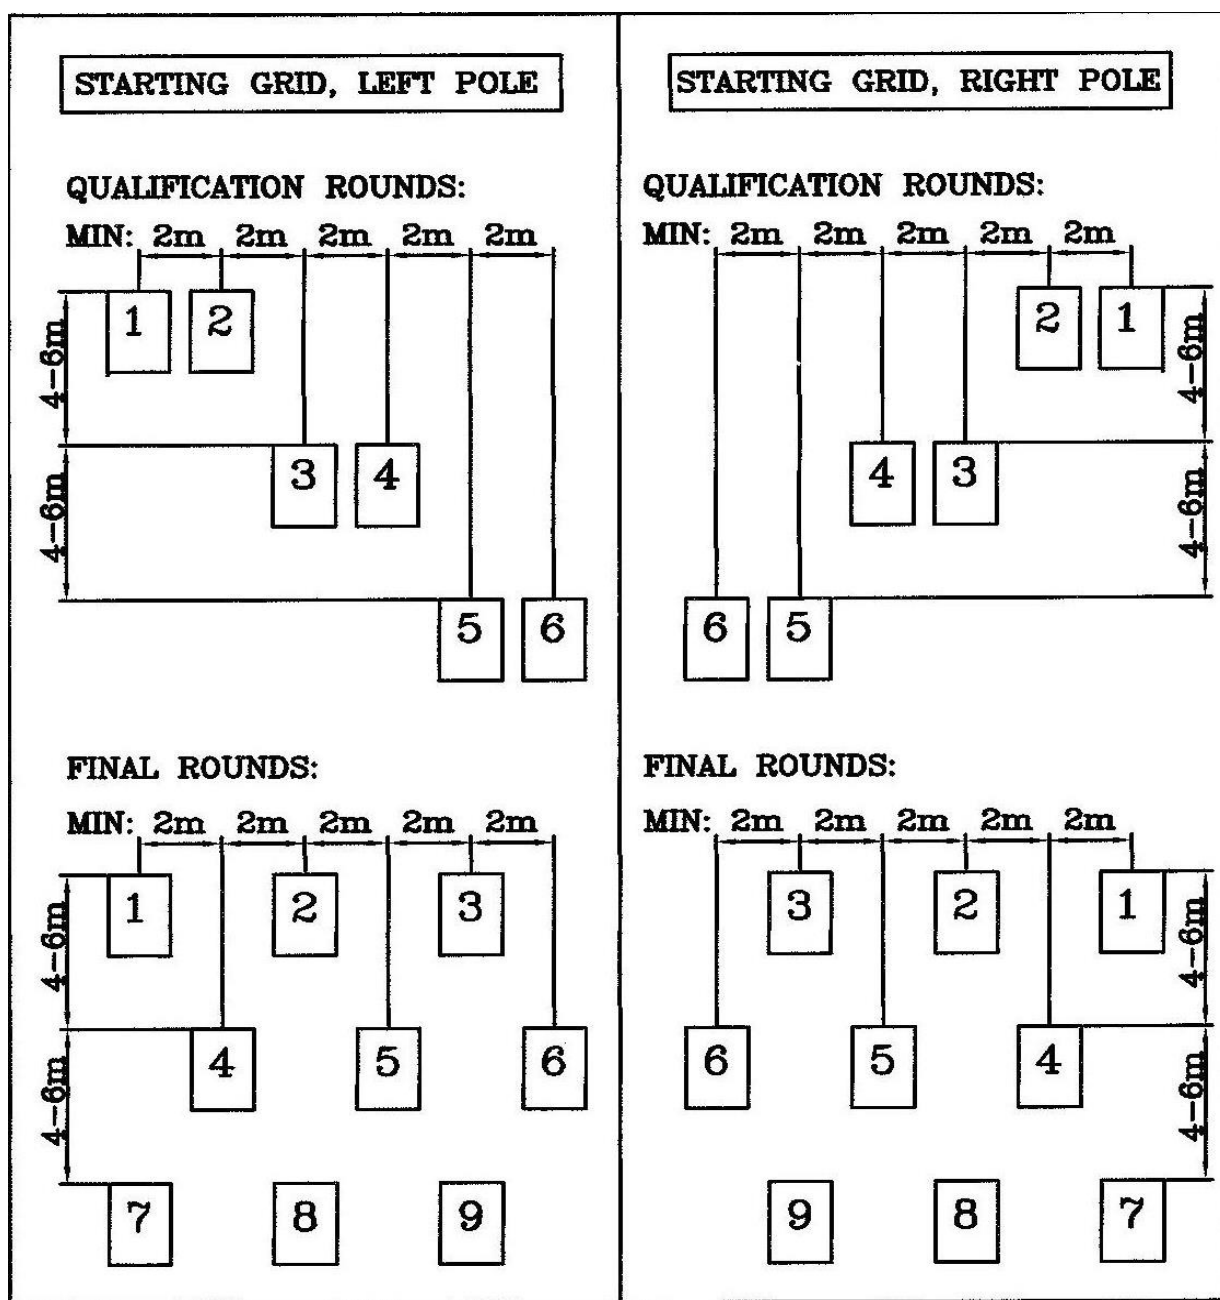 STARTING GRID, LEFT POLE
QUALIFICATION ROUNDS:
MIN: 2m 2m 2m 2m 2m
1 2
4-6m
3 4
4-6m
5 6
FINAL ROUNDS:
MIN: 2m 2m 2m 2m 2m
1 2 3
4-6m
4 5 6
4-6m
7 8 9
STARTING GRID, RIGHT POLE
QUALIFICATION ROUNDS:
MIN: 2m 2m 2m 2m 2m
2 1
4-6m
4 3
4-6m
6 5
FINAL ROUNDS:
MIN: 2m 2m 2m 2m 2m
3 2 1
4-6m
6 5 4
4-6m
9 8 7